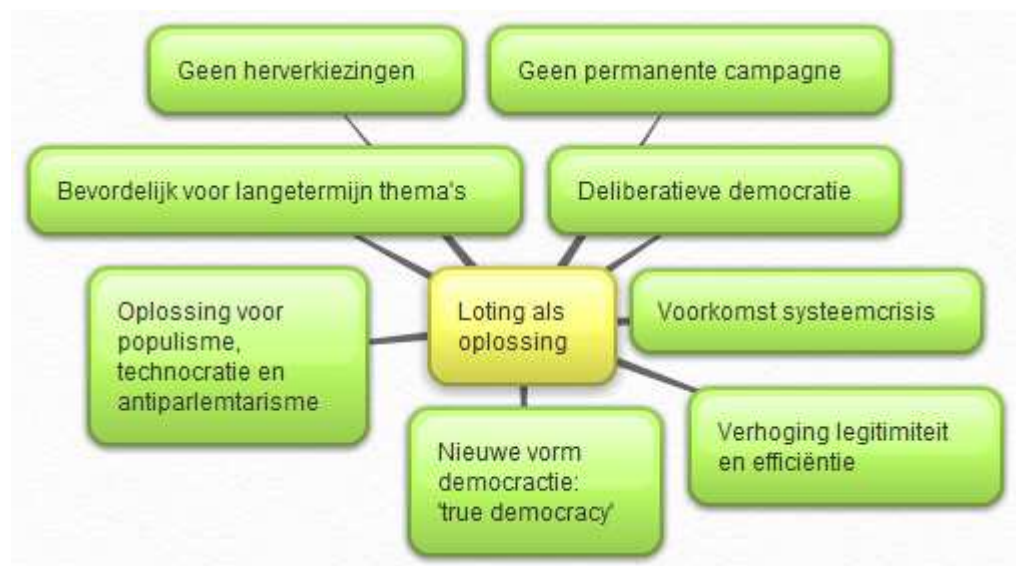 Geen herverkiezingen
Geen permanente campagne
Bevordelijk voor langetermijn thema's
Deliberatieve democratie
Oplossing voor
populisme,
technocratie en
antiparlemtarisme
Loting als
oplossing
Voorkomst systeemcrisis
Nieuwe vorm
democractie:
'true democracy'
Verhoging legitimiteit
en efficiëntie